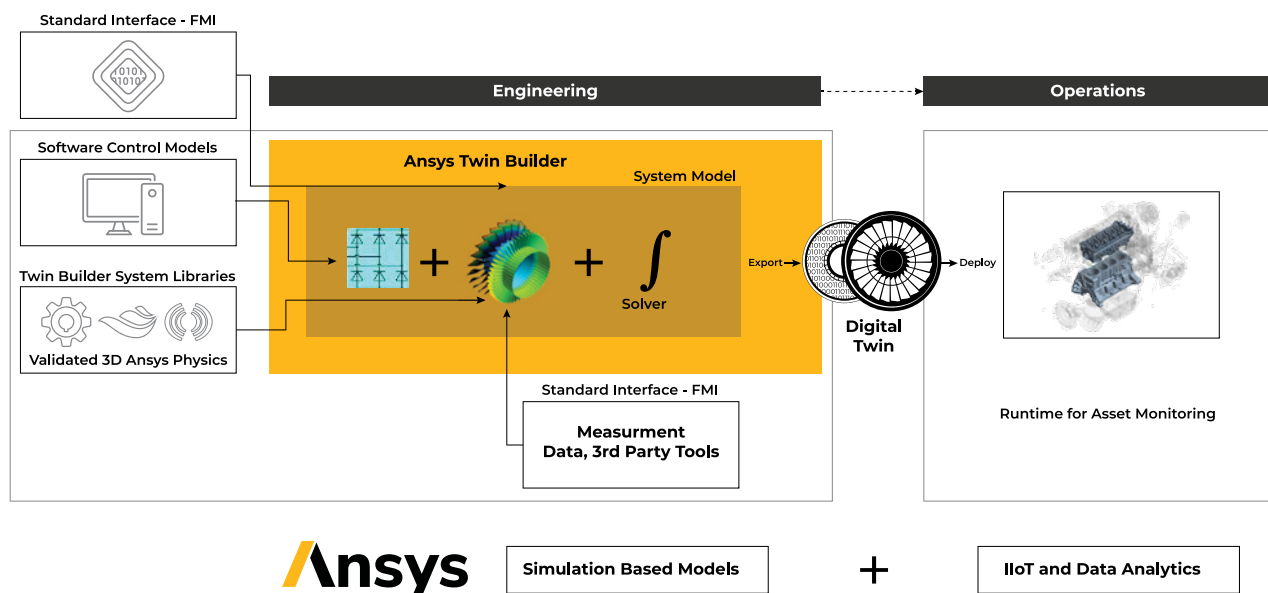 Standard Interface - FMI
10101
010101
Engineering
Operations
Software Control Models
Ansys Twin Builder
System Model
Twin Builder System Libraries
Validated 3D Ansys Physics
Solver
Export
Deploy
Digital
Twin
Standard Interface - FMI
Measurment
Data, 3rd Party Tools
Runtime for Asset Monitoring
Ansys
Simulation Based Models
+
IIoT and Data Analytics